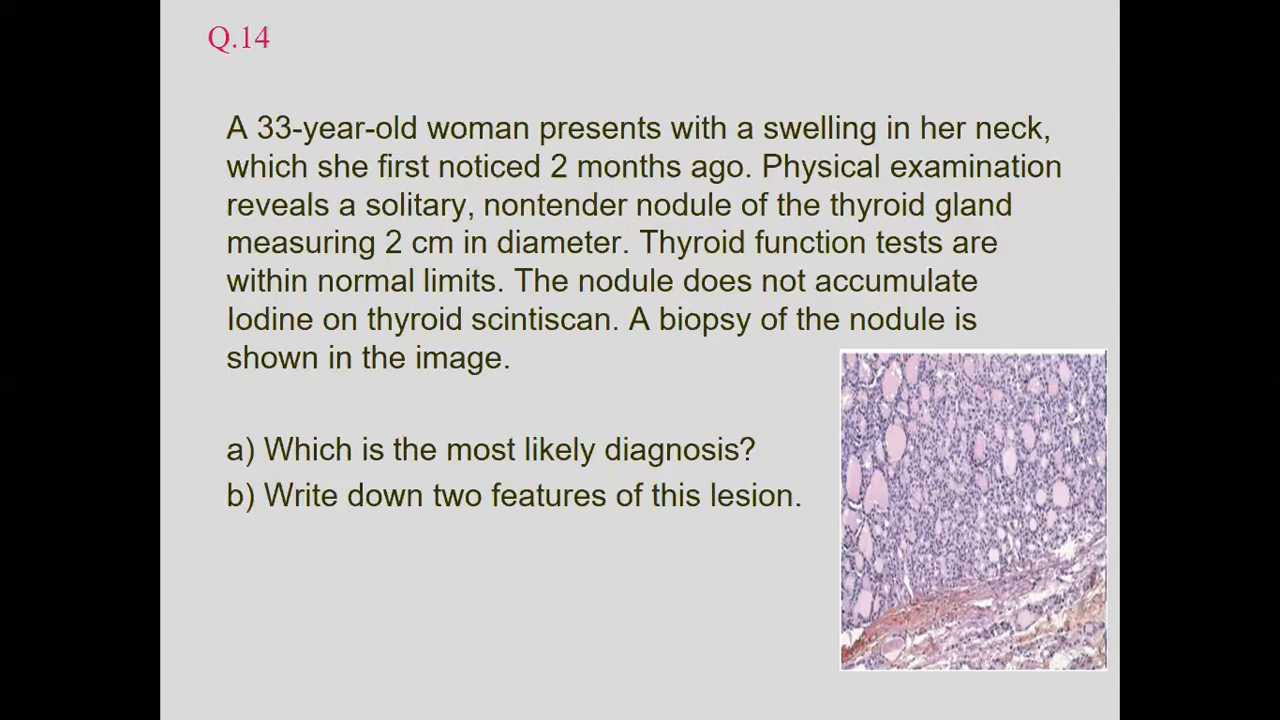 Q.14
A 33-year-old woman presents with a swelling in her neck,
which she first noticed 2 months ago. Physical examination
reveals a solitary, nontender nodule of the thyroid gland
measuring 2 cm in diameter. Thyroid function tests are
within normal limits. The nodule does not accumulate
Iodine on thyroid scintiscan. A biopsy of the nodule is
shown in the image.
a) Which is the most likely diagnosis?
b) Write down two features of this lesion.